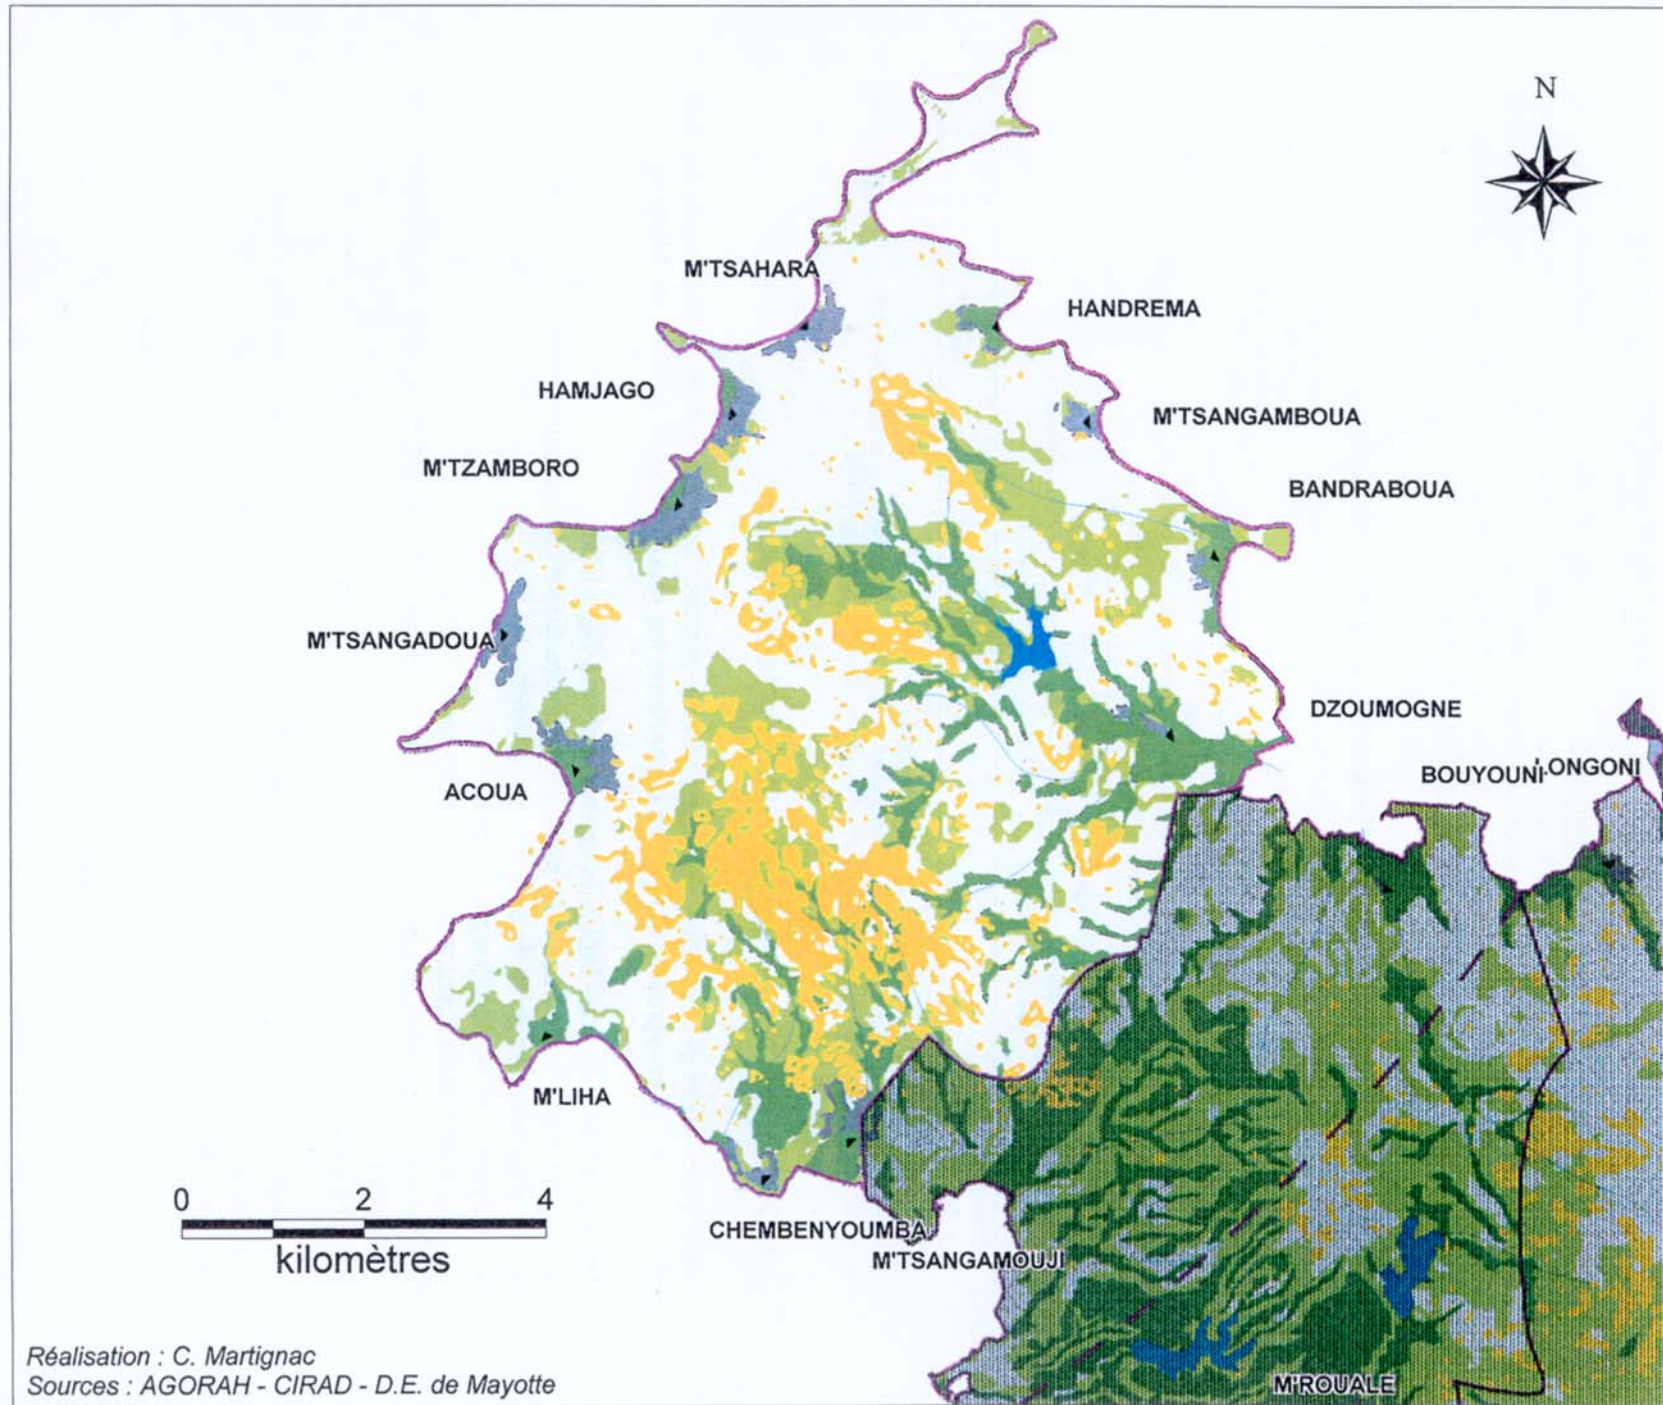 N
M'TSAHARA
HANDREMA
HAMJAGO
M'TSANGAMBOUA
M'TZAMBORO
BANDRABOUA
M'TSANGADOUA
DZOUMOGNE
BOUYOUNI
LONGONI
ACOUA
M'LIHA
0 2 4
kilomètres
CHEMBENYOUMBA
M'TSANGAMOUJI
M'ROUALE
Réalisation : C. Martignac
Sources : AGORAH - CIRAD - D.E. de Mayotte